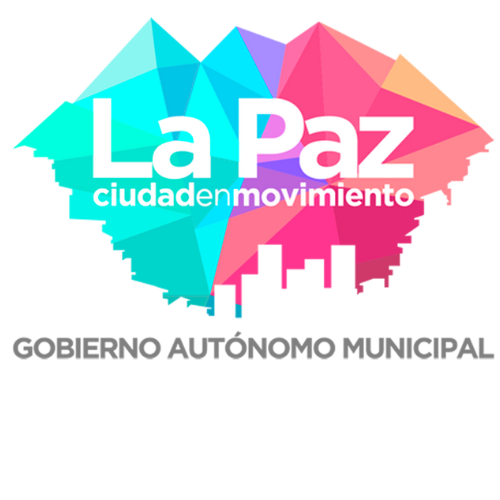 La Paz
ciudadenmovimiento
GOBIERNO AUTÓNOMO MUNICIPAL